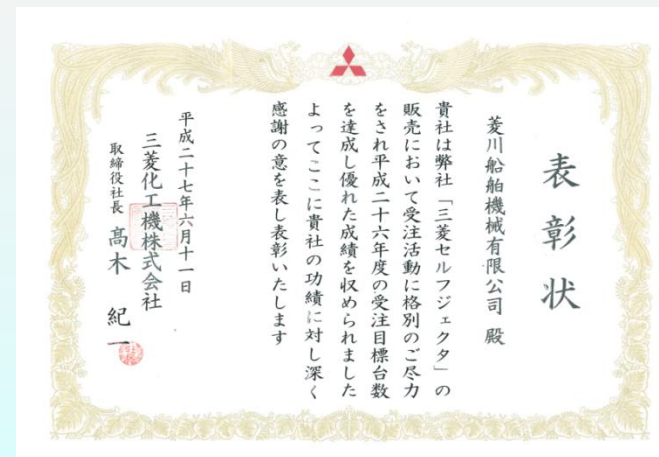 表彰状
菱川船舶機械有限公司 殿
貴社は弊社「三菱セルフジェクタ」の
販売において受注活動に格別のご尽力
をされ平成二十六年度の受注目標台数
を達成し優れた成績を収められました
よってここに貴社の功績に対し深く
感謝の意を表し表彰いたします
平成二十七年六月十一日
三菱化工機株式会社
取締役社長 髙木 紀一